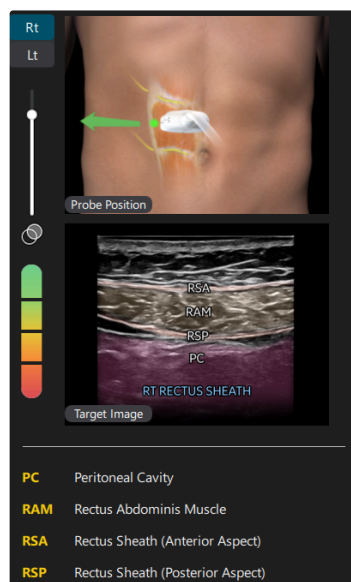 Rt
Lt
Probe Position
RSA
RAM
RSP
PC
RT RECTUS SHEATH
Target Image
PC Peritoneal Cavity
RAM Rectus Abdominis Muscle
RSA Rectus Sheath (Anterior Aspect)
RSP Rectus Sheath (Posterior Aspect)